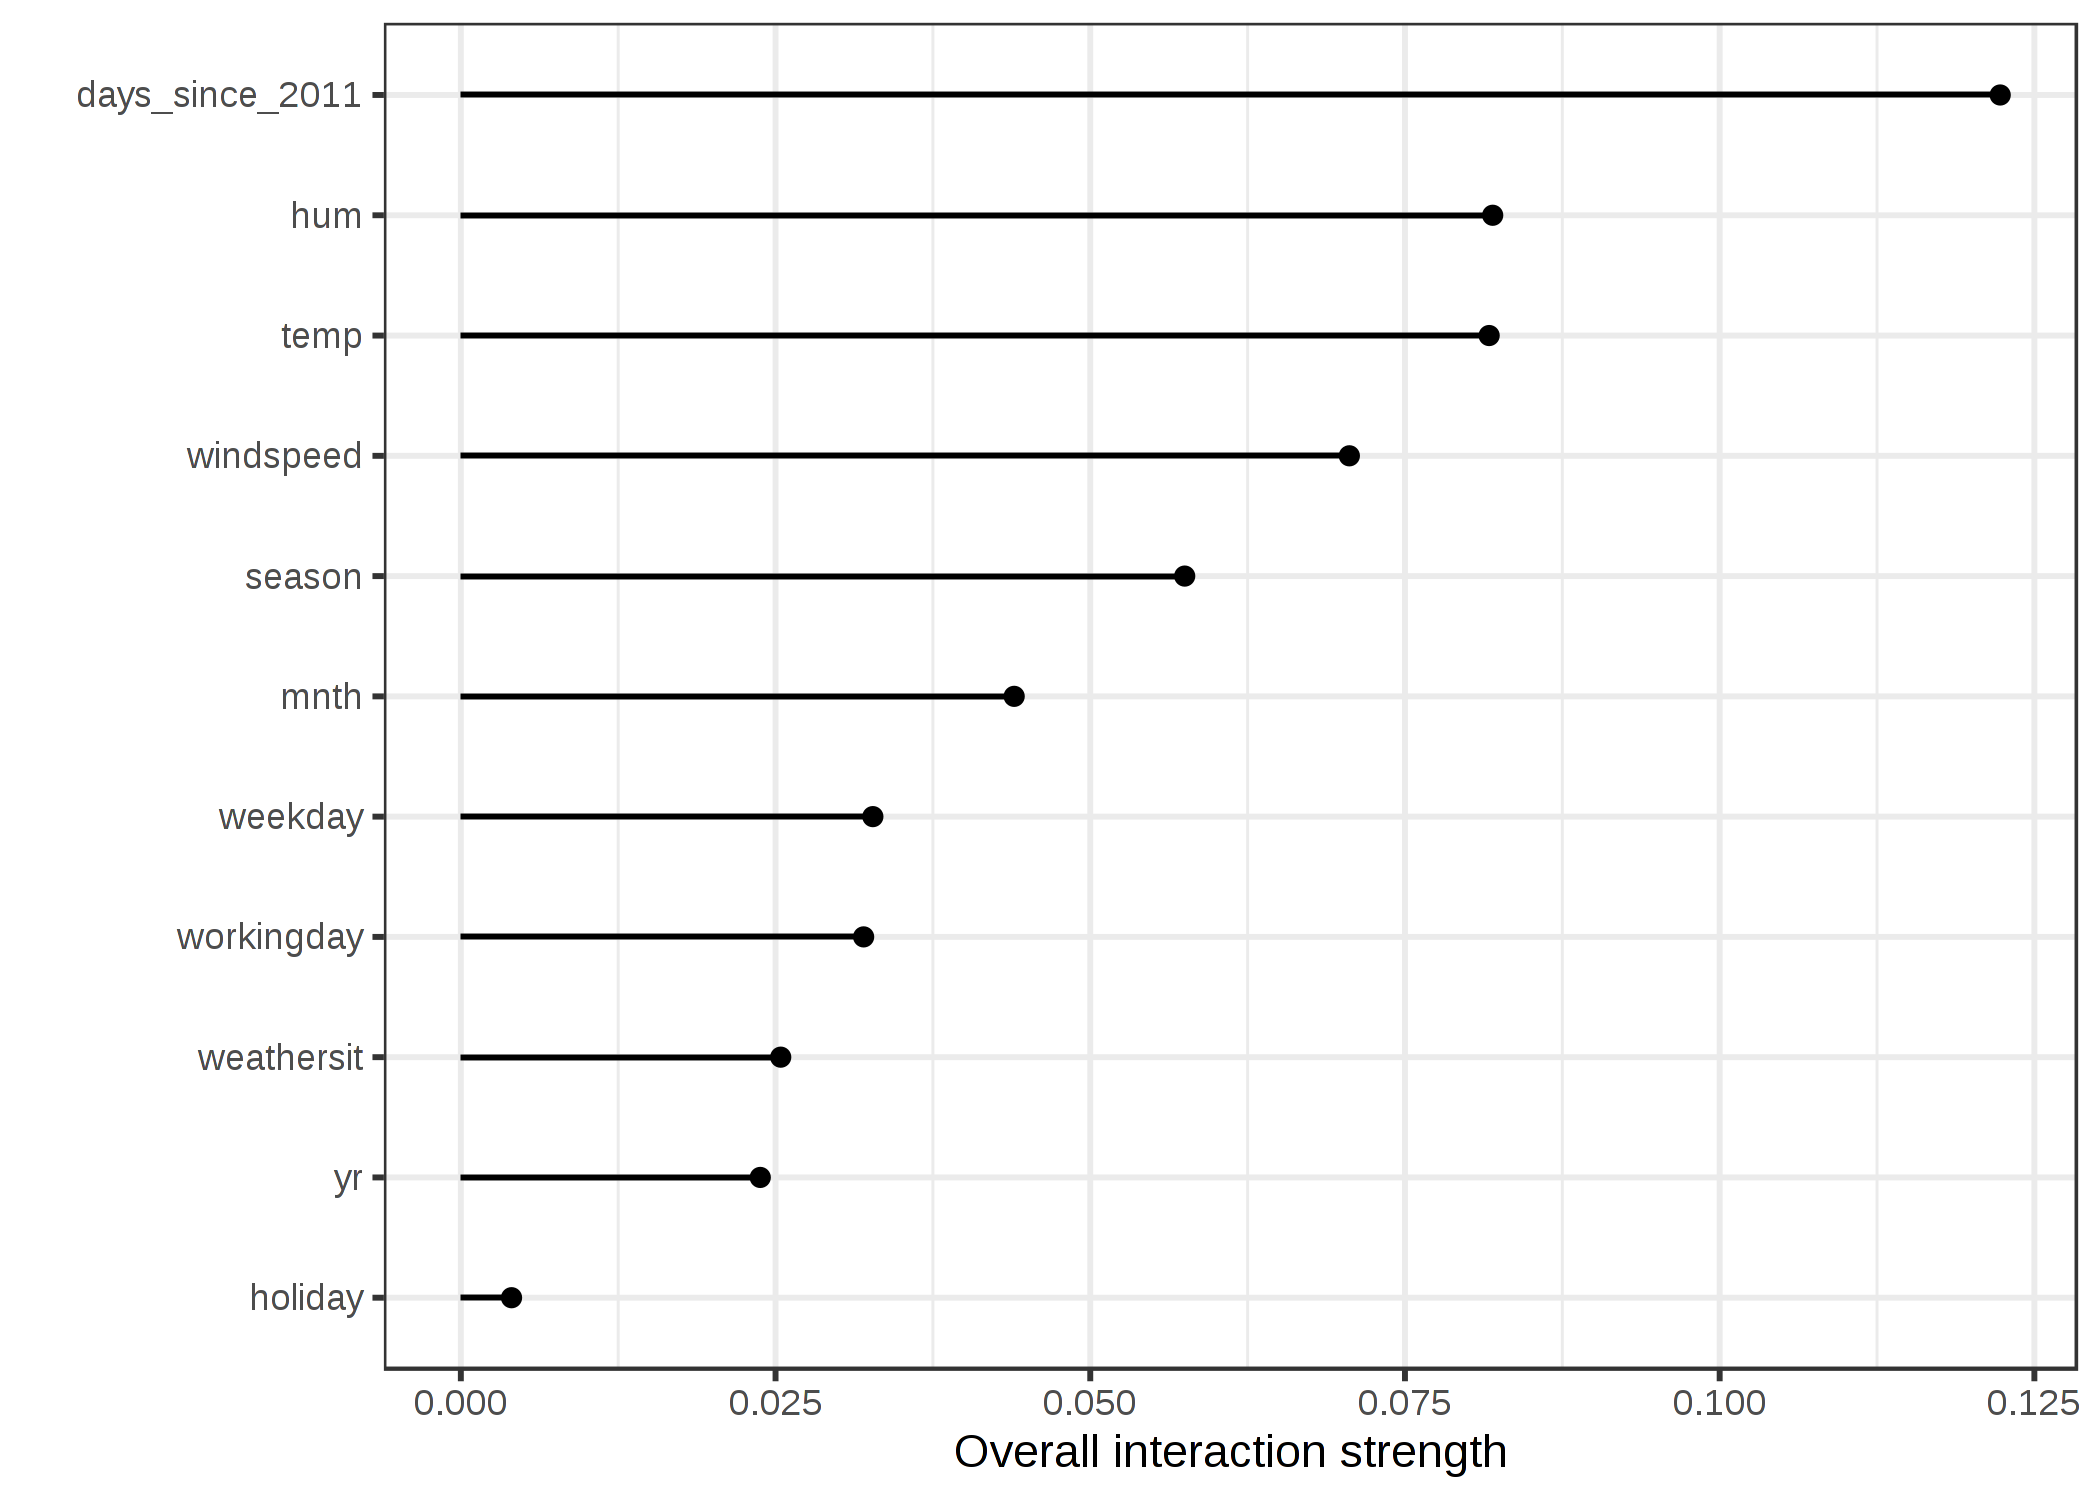 days_since_2011
hum
temp
windspeed
season
mnth
weekday
workingday
weathersit
yr
holiday
0.000 0.025 0.050 0.075 0.100 0.125
Overall interaction strength